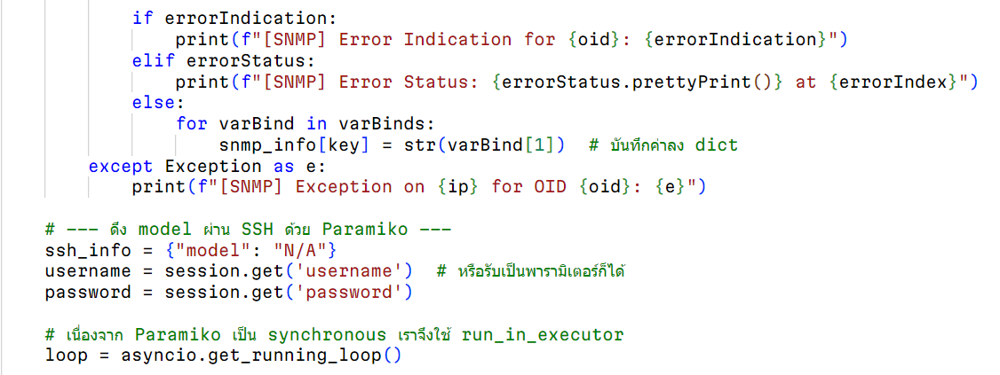 if errorIndication:
print(f"[SNMP] Error Indication for {oid}: {errorIndication}")
elif errorStatus:
print(f"[SNMP] Error Status: {errorStatus.prettyPrint()} at {errorIndex}")
else:
for varBind in varBinds:
snmp_info[key] = str(varBind[1])  # บันทึกค่าลง dict
except Exception as e:
print(f"[SNMP] Exception on {ip} for OID {oid}: {e}")
# --- ดึง model ผ่าน SSH ด้วย Paramiko ---
ssh_info = {"model": "N/A"}
username = session.get('username')  # หรือรับเป็นพารามิเตอร์ก็ได้
password = session.get('password')
# เนื่องจาก Paramiko เป็น synchronous เราจึงใช้ run_in_executor
loop = asyncio.get_running_loop()